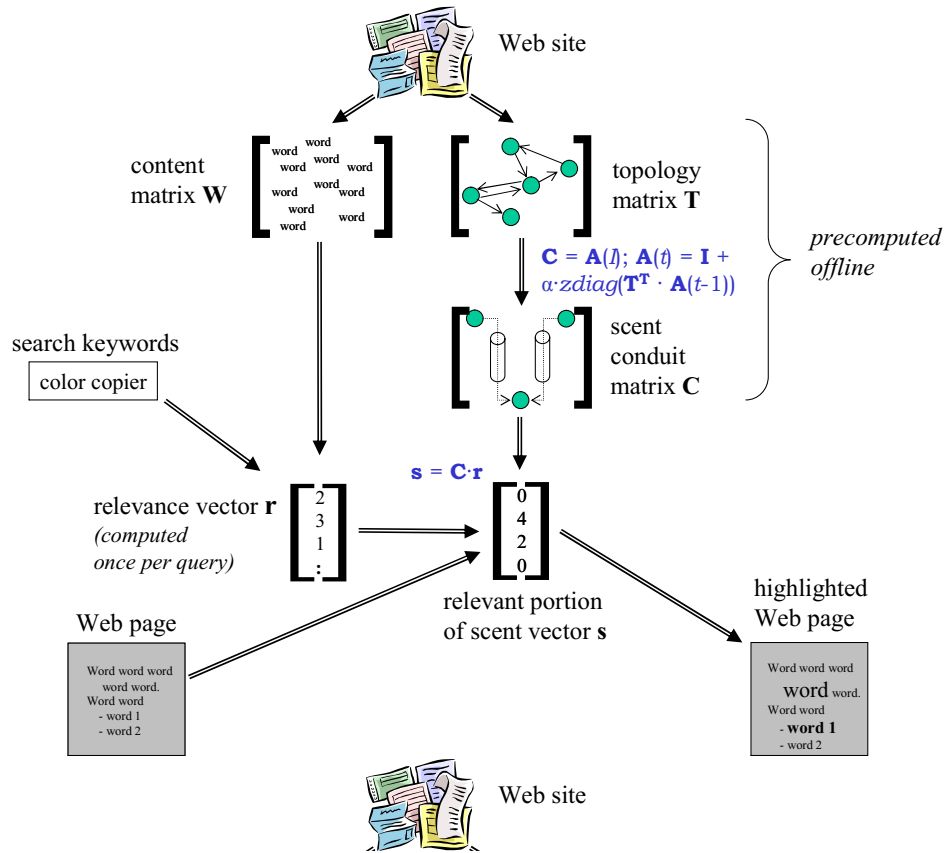 Web site
content
matrix W
word
word
word
word
word
word
word
word
word
word
word
topology
matrix T
C = A(l); A(t) = I +
α·zdiag(T^T · A(t-1))
precomputed
offline
scent
conduit
matrix C
search keywords
color copier
s = C·r
relevance vector r
(computed
once per query)
2
3
1
:
0
4
2
0
relevant portion
of scent vector s
Web page
Word word word
word word.
Word word
- word 1
- word 2
highlighted
Web page
Word word word
word word.
Word word
- word 1
- word 2
Web site